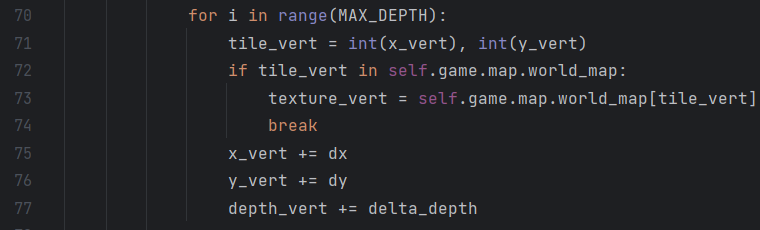 70 for i in range(MAX_DEPTH):
71 tile_vert = int(x_vert), int(y_vert)
72 if tile_vert in self.game.map.world_map:
73 texture_vert = self.game.map.world_map[tile_vert]
74 break
75 x_vert += dx
76 y_vert += dy
77 depth_vert += delta_depth